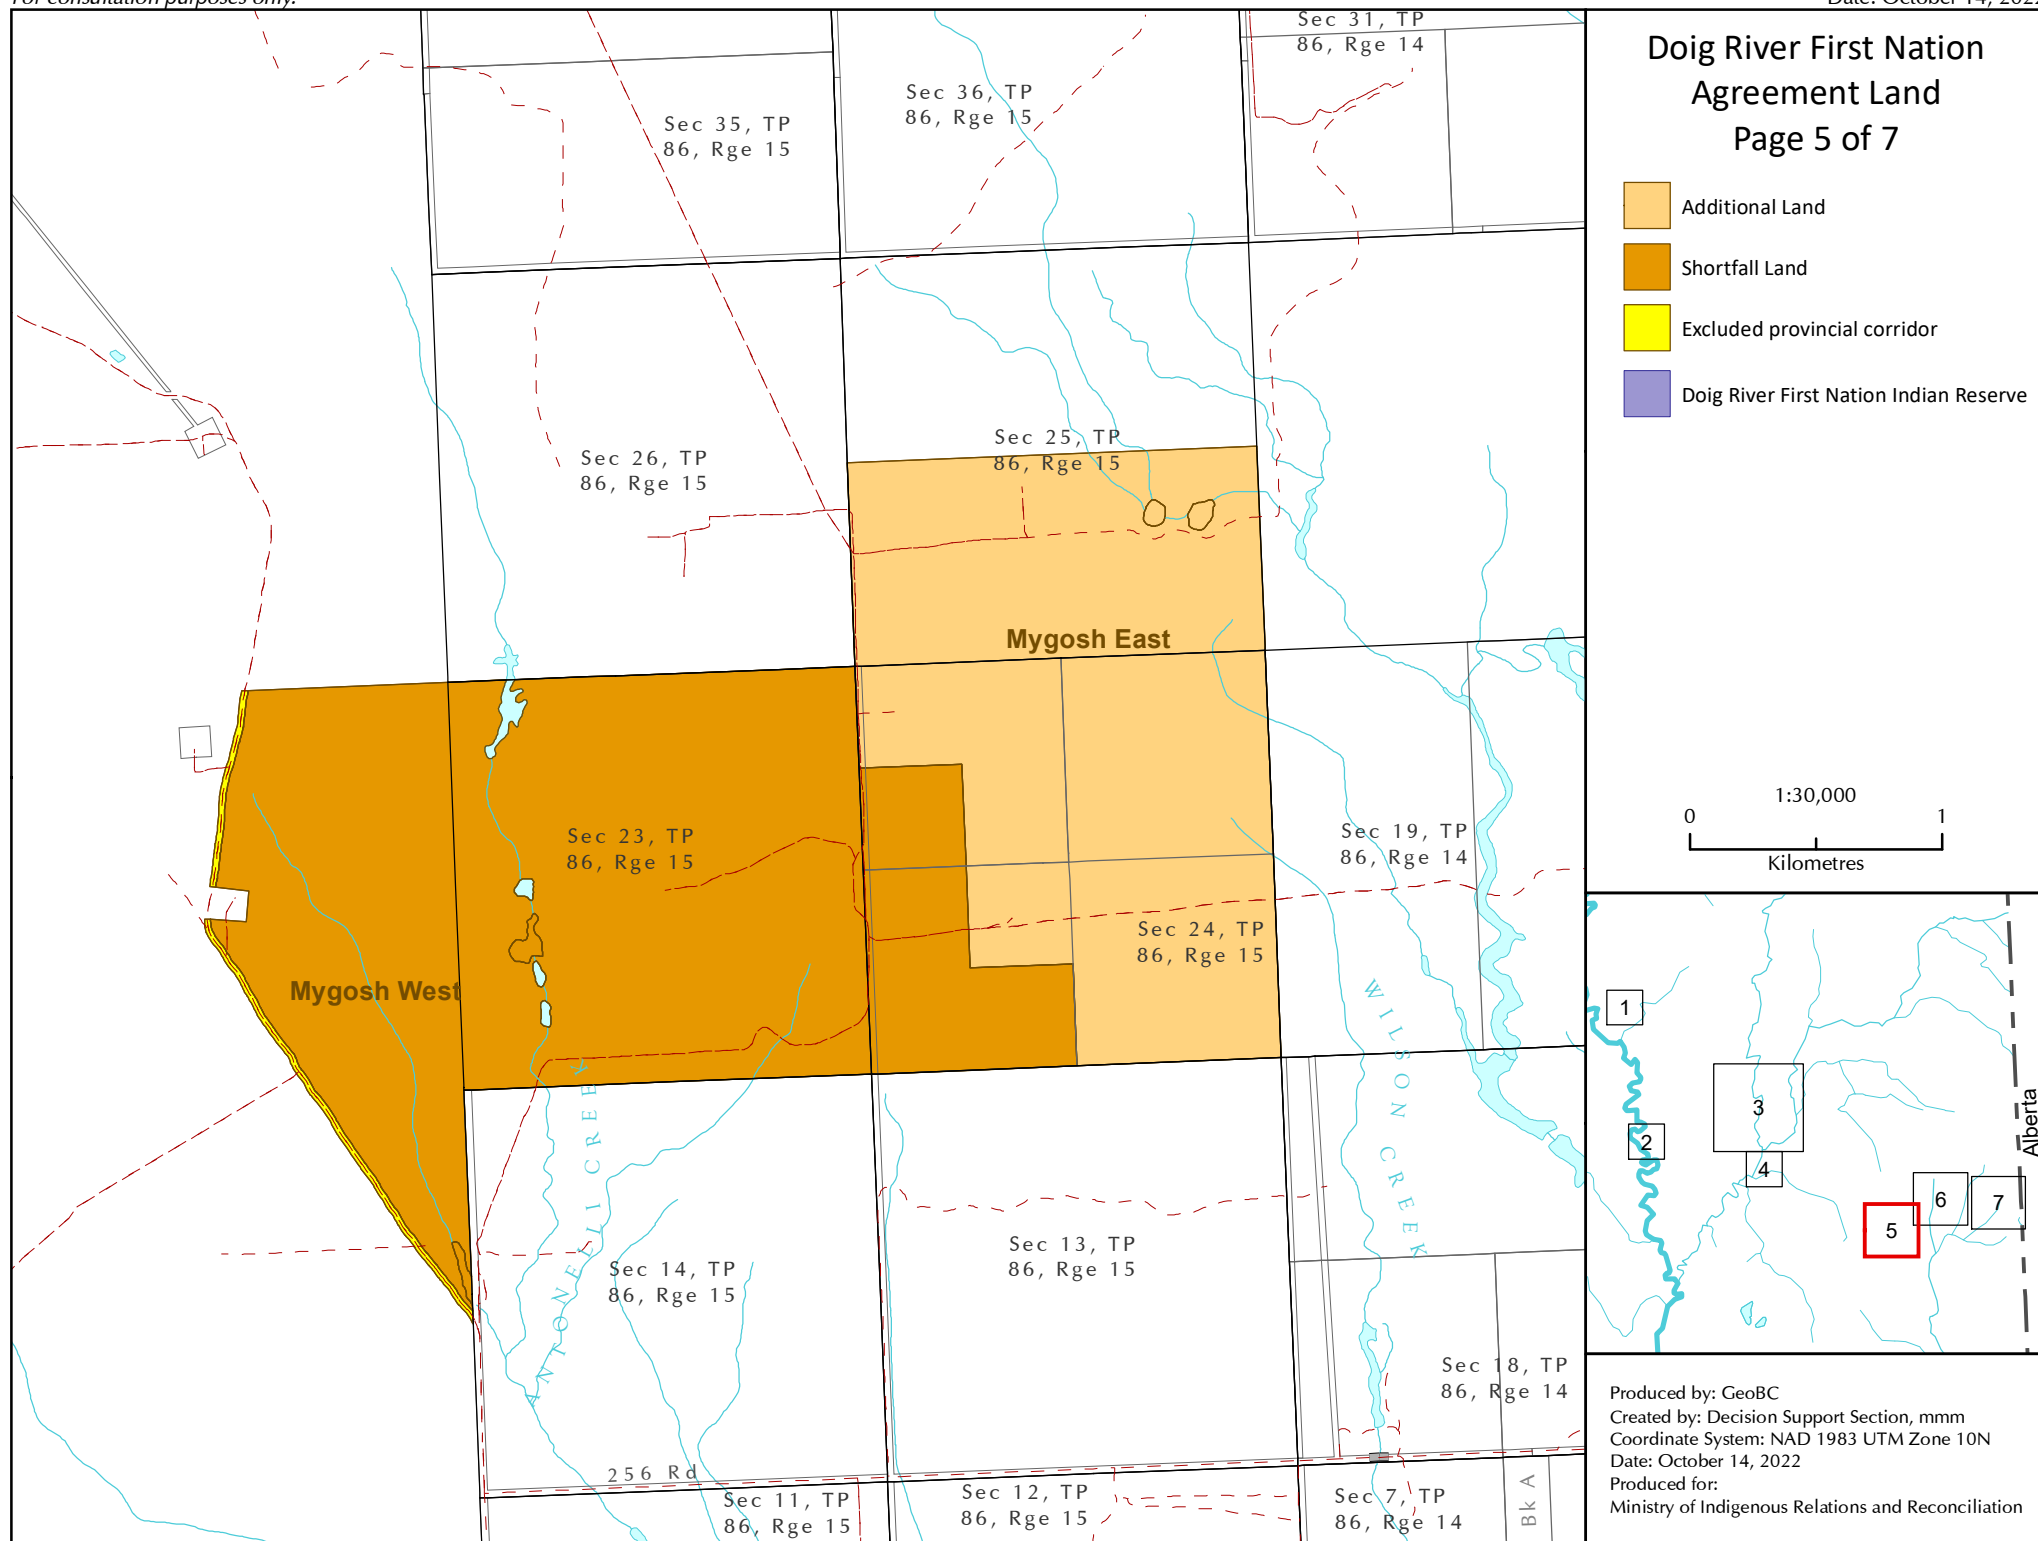 For consultation purposes only.
Date: October 14, 2022
Doig River First Nation
Agreement Land
Page 5 of 7
Additional Land
Shortfall Land
Excluded provincial corridor
Doig River First Nation Indian Reserve
1:30,000
0 1
Kilometres
Sec 31, TP
86, Rge 14
Sec 36, TP
86, Rge 15
Sec 35, TP
86, Rge 15
Sec 25, TP
86, Rge 15
Sec 26, TP
86, Rge 15
Mygosh East
Sec 23, TP
86, Rge 15
Sec 19, TP
86, Rge 14
Sec 24, TP
86, Rge 15
Mygosh West
WILSON CREEK
ANTONELLI CREEK
Sec 14, TP
86, Rge 15
Sec 13, TP
86, Rge 15
Sec 18, TP
86, Rge 14
256 Rd
Sec 11, TP
86, Rge 15
Sec 12, TP
86, Rge 15
Sec 7, TP
86, Rge 14
Bk A
1
2
3
4
5
6
7
Alberta
Produced by: GeoBC
Created by: Decision Support Section, mmm
Coordinate System: NAD 1983 UTM Zone 10N
Date: October 14, 2022
Produced for:
Ministry of Indigenous Relations and Reconciliation